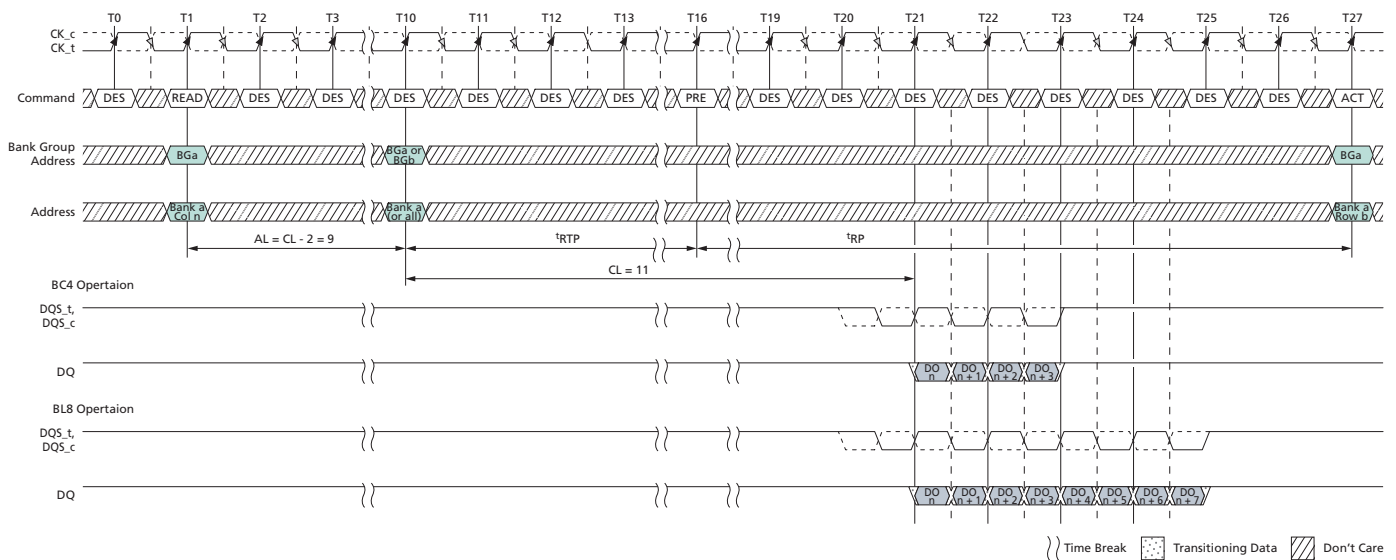 T0 T1 T2 T3 T10 T11 T12 T13 T16 T19 T20 T21 T22 T23 T24 T25 T26 T27
CK_c
CK_t
Command DES READ DES DES DES DES DES DES PRE DES DES DES DES DES DES DES DES ACT
Bank Group
Address
BGa
BGa or
BGb
BGa
Address
Bank a
Col n
Bank a
(or all)
Bank a
Row b
AL = CL - 2 = 9 tRTP tRP
CL = 11
BC4 Opertaion
DQS_t,
DQS_c
DQ
DO
n
DO
n + 1
DO
n + 2
DO
n + 3
BL8 Opertaion
DQS_t,
DQS_c
DQ
DO
n
DO
n + 1
DO
n + 2
DO
n + 3
DO
n + 4
DO
n + 5
DO
n + 6
DO
n + 7
Time Break Transitioning Data Don't Care